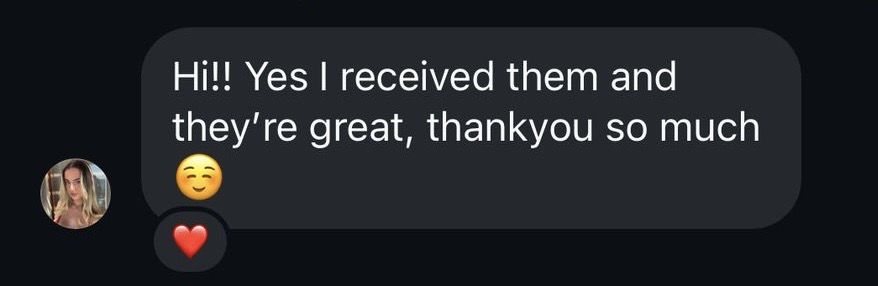 Hi!! Yes I received them and
they’re great, thankyou so much
☺️
❤️